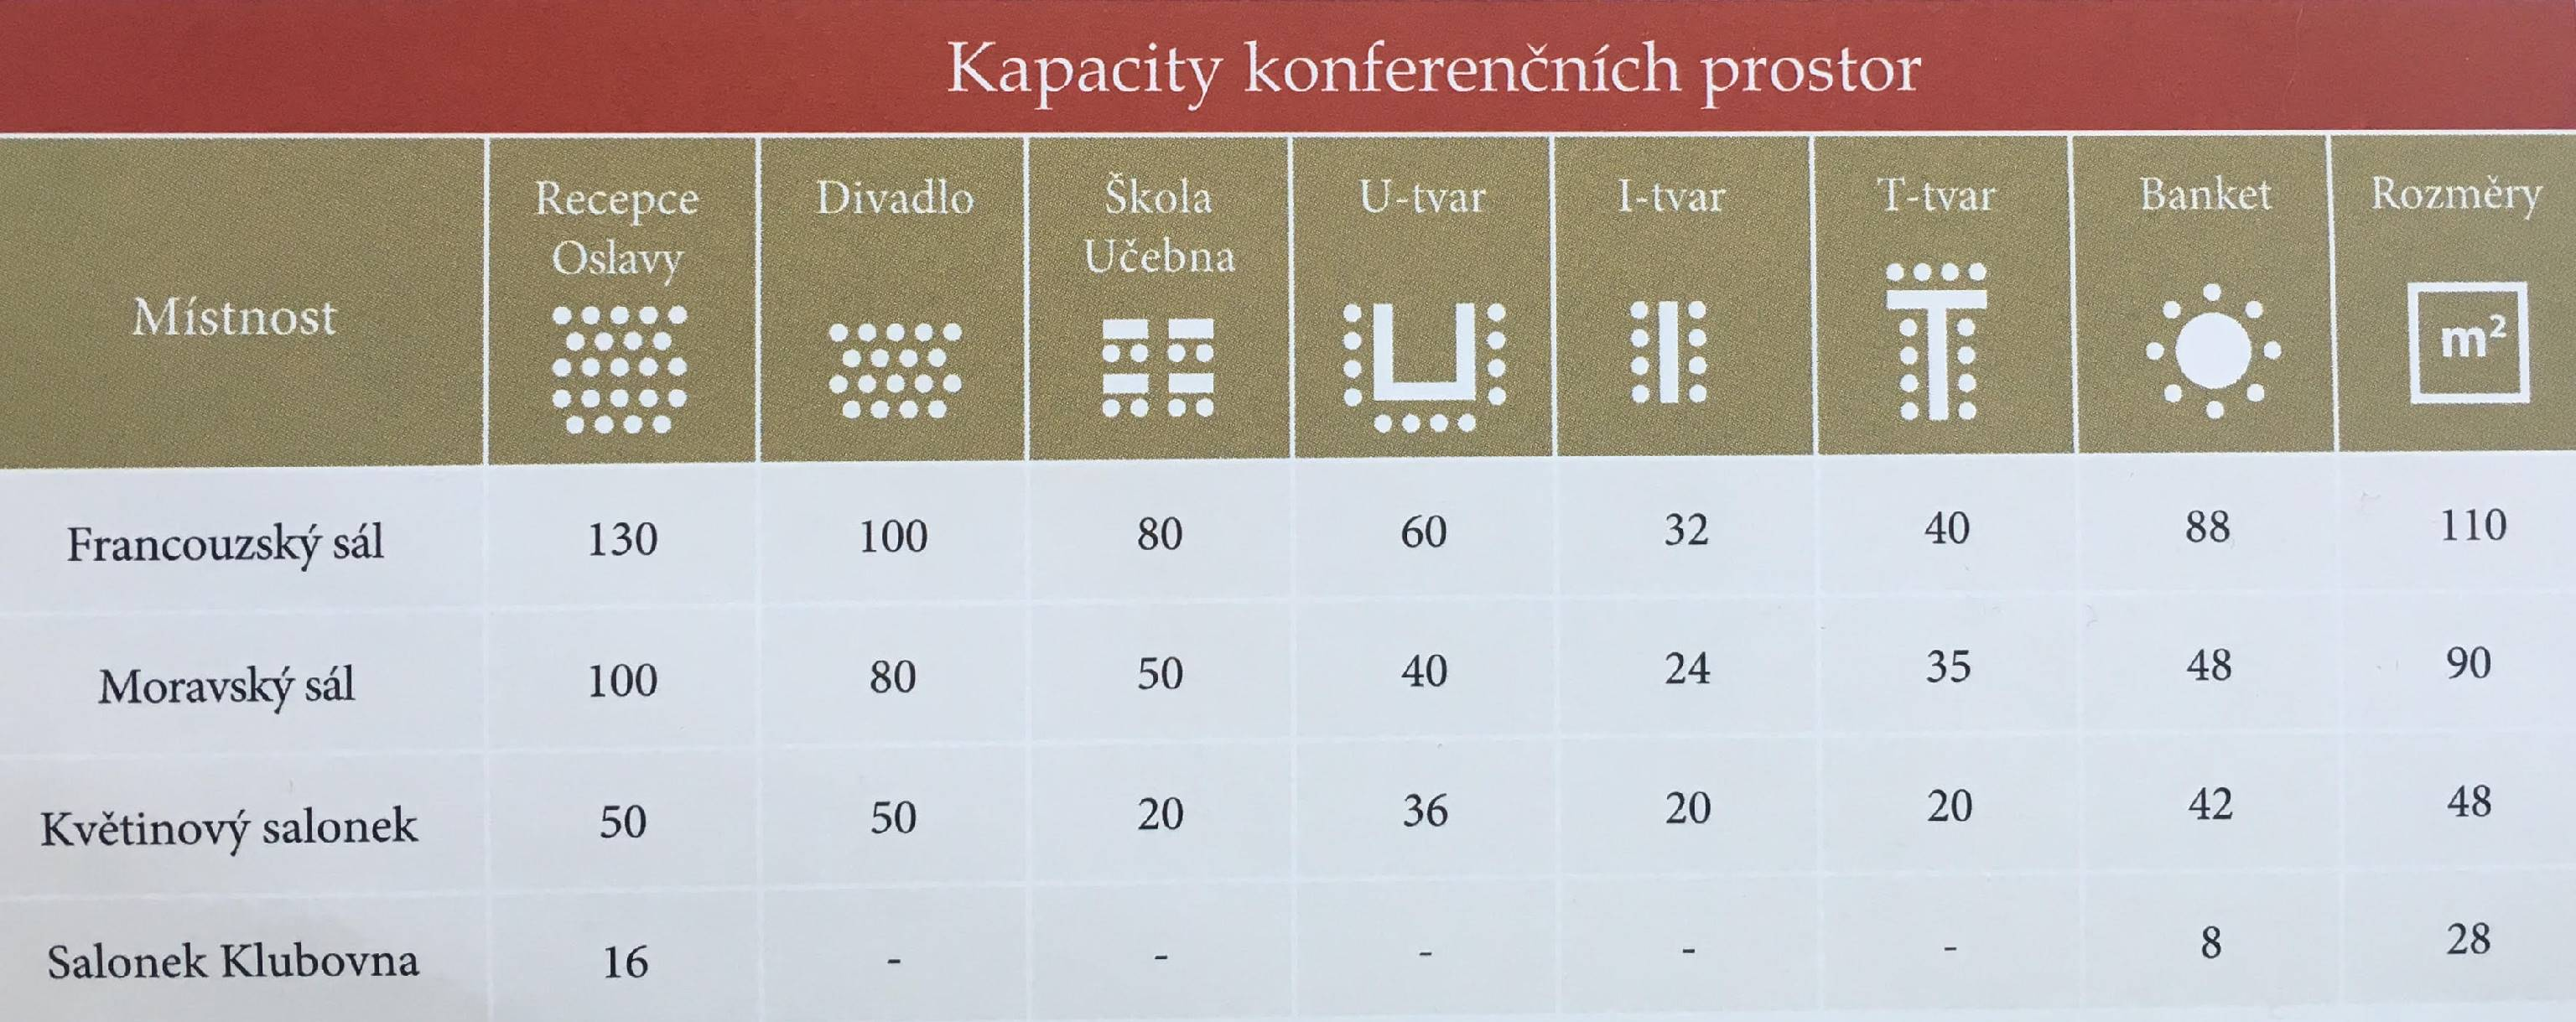 Kapacity konferenčních prostor
Místnost Recepce Oslavy Divadlo Škola Učebna U-tvar I-tvar T-tvar Banket Rozměry m²
Francouzský sál 130 100 80 60 32 40 88 110
Moravský sál 100 80 50 40 24 35 48 90
Květinový salonek 50 50 20 36 20 20 42 48
Salonek Klubovna 16 - - - - - 8 28